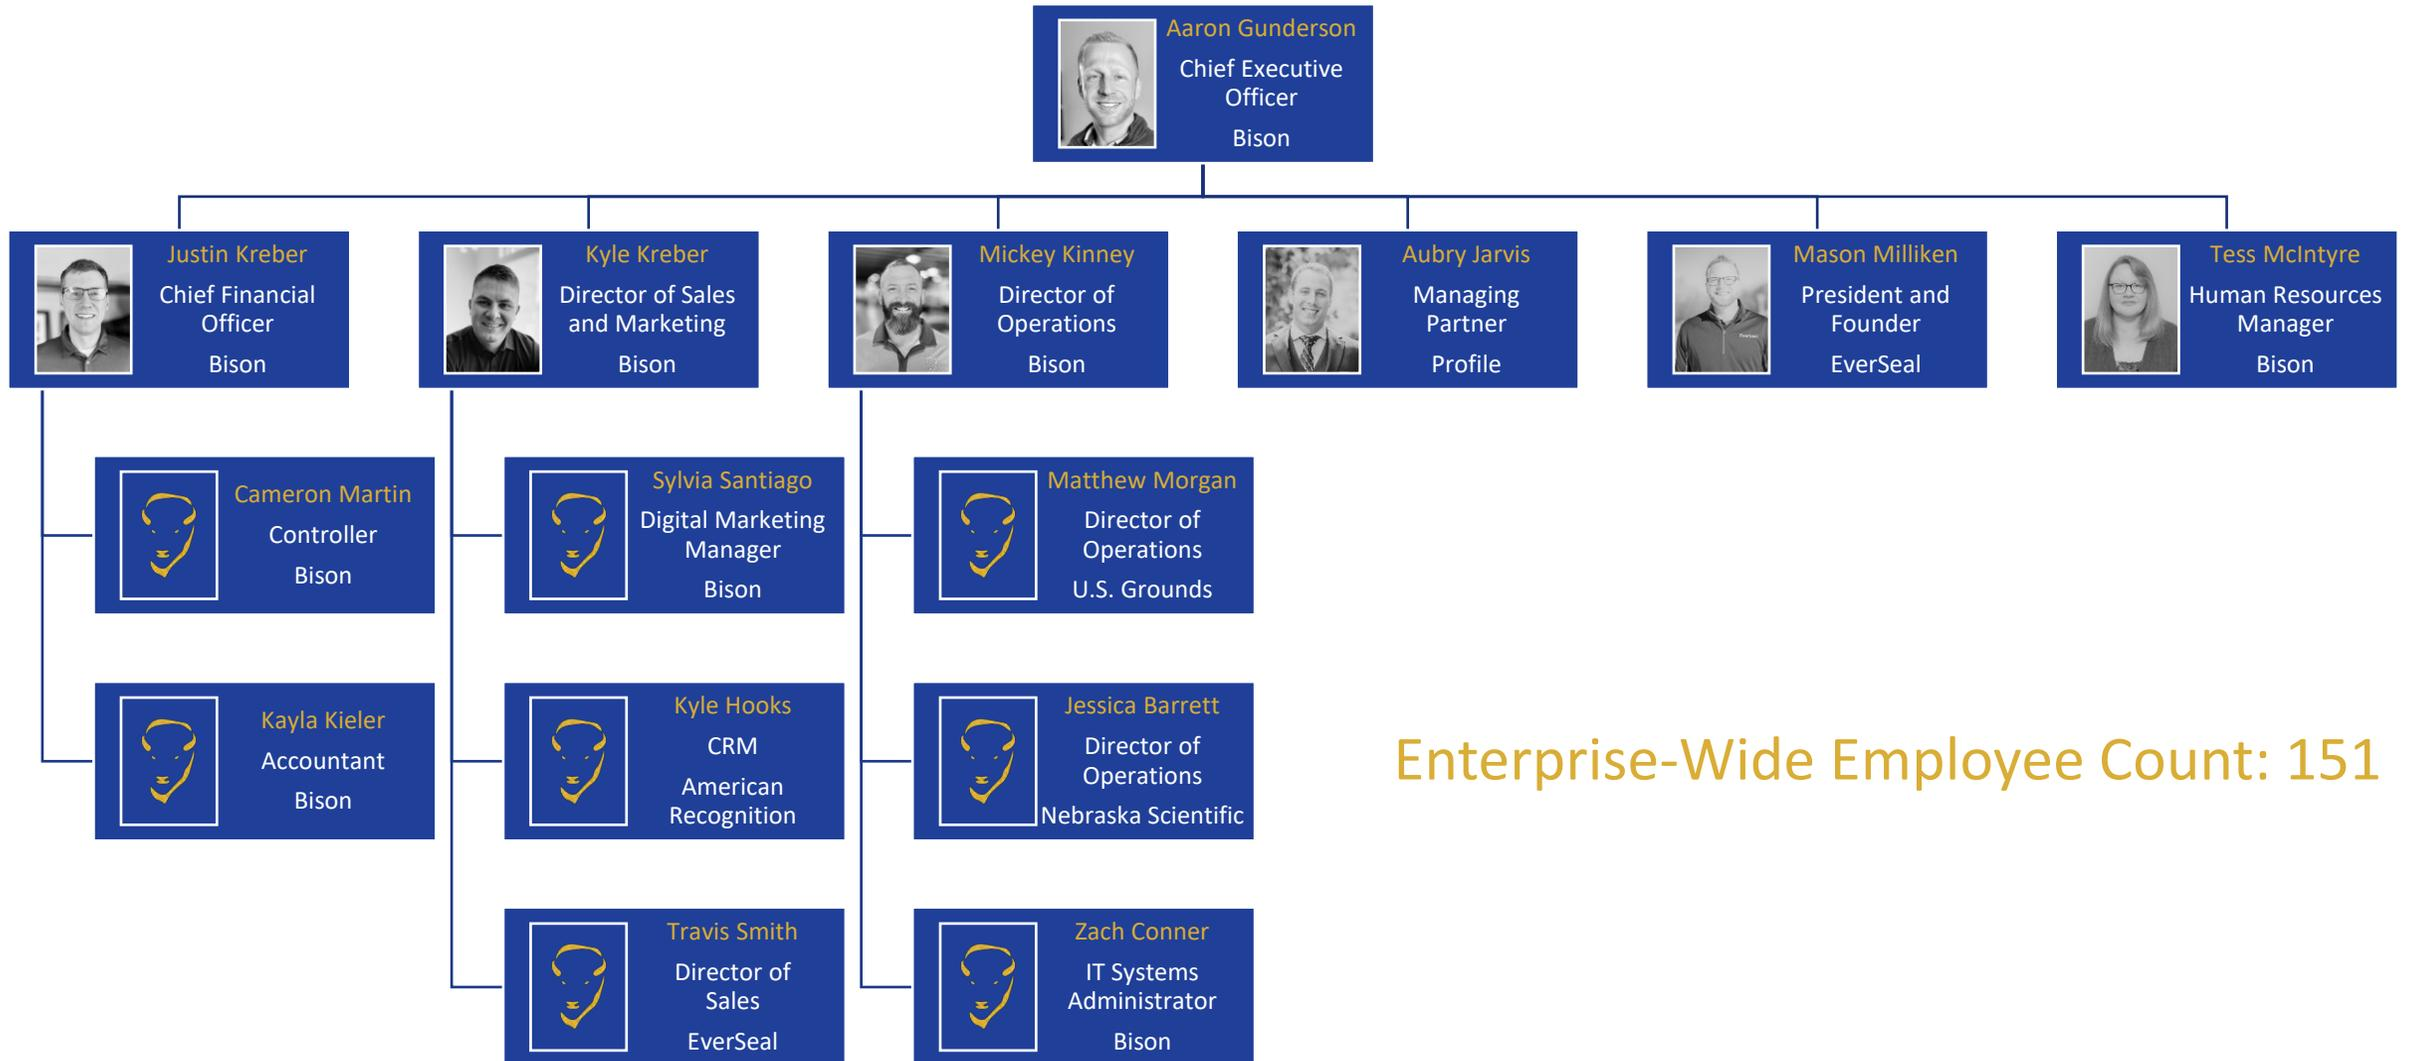 Aaron Gunderson
Chief Executive
Officer
Bison
Justin Kreber
Chief Financial
Officer
Bison
Kyle Kreber
Director of Sales
and Marketing
Bison
Mickey Kinney
Director of
Operations
Bison
Aubry Jarvis
Managing
Partner
Profile
Mason Milliken
President and
Founder
EverSeal
Tess McIntyre
Human Resources
Manager
Bison
Cameron Martin
Controller
Bison
Sylvia Santiago
Digital Marketing
Manager
Bison
Matthew Morgan
Director of
Operations
U.S. Grounds
Kayla Kieler
Accountant
Bison
Kyle Hooks
CRM
American
Recognition
Jessica Barrett
Director of
Operations
Nebraska Scientific
Enterprise-Wide Employee Count: 151
Travis Smith
Director of
Sales
EverSeal
Zach Conner
IT Systems
Administrator
Bison